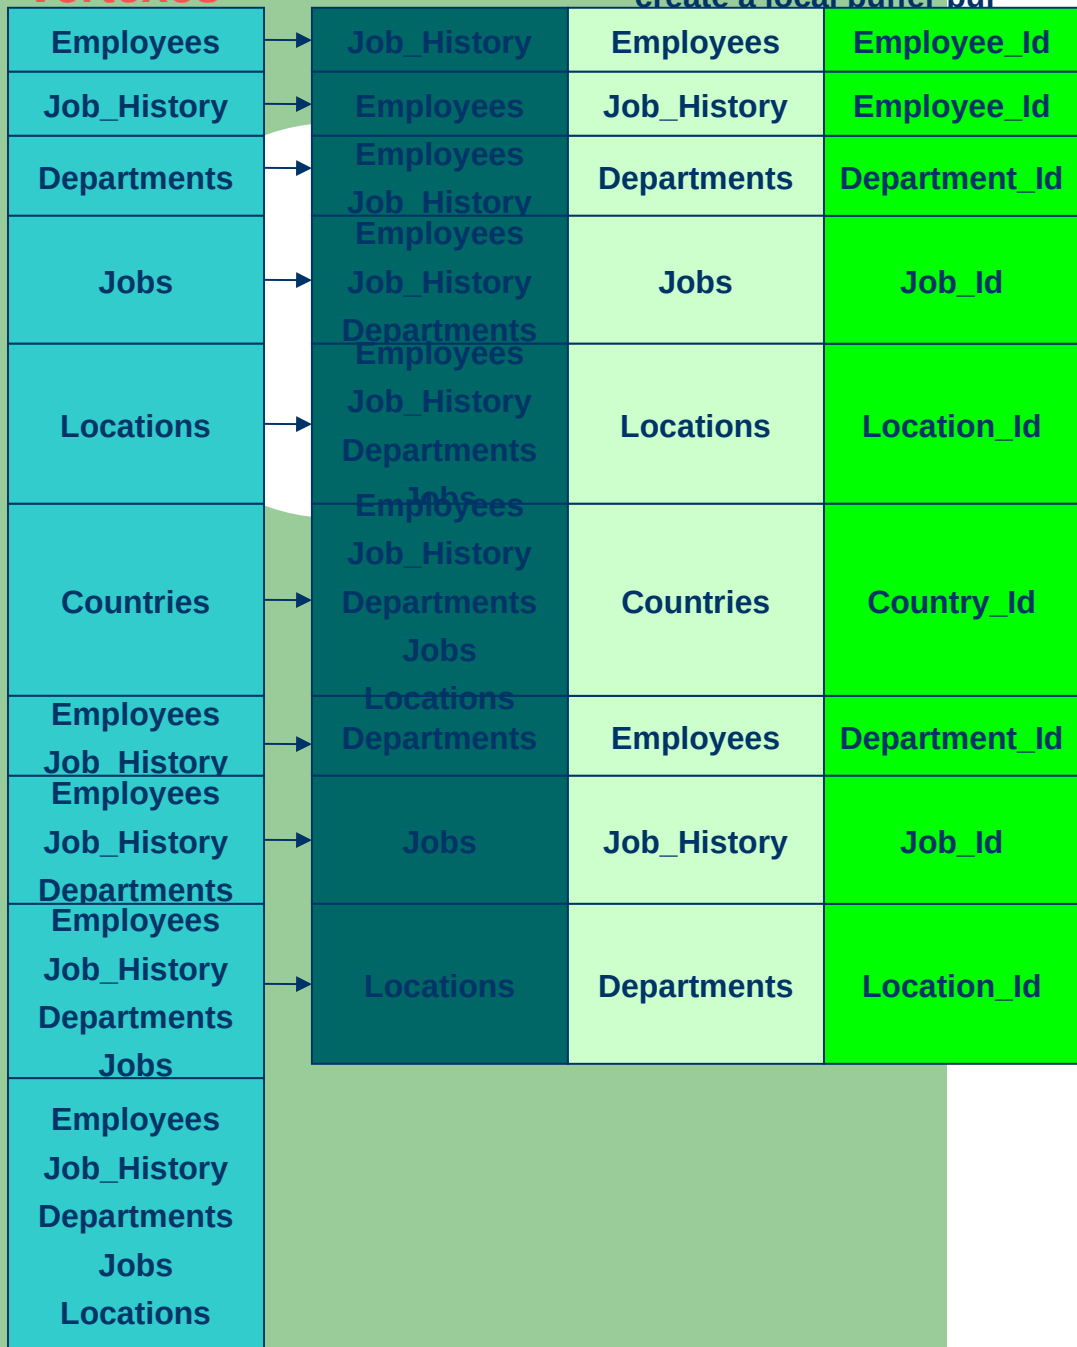 Employees Job_History Employees Employee_Id
Job_History Employees Job_History Employee_Id
Departments Employees Departments Department_Id
Job_History
Jobs Employees Jobs Job_Id
Job_History
Departments
Locations Employees Locations Location_Id
Job_History
Departments
Jobs
Countries Employees Countries Country_Id
Job_History
Departments
Jobs
Locations
Employees Departments Employees Department_Id
Job_History
Employees Jobs Job_History Job_Id
Job_History
Departments
Employees Locations Departments Location_Id
Job_History
Departments
Jobs
Employees
Job_History
Departments
Jobs
Locations